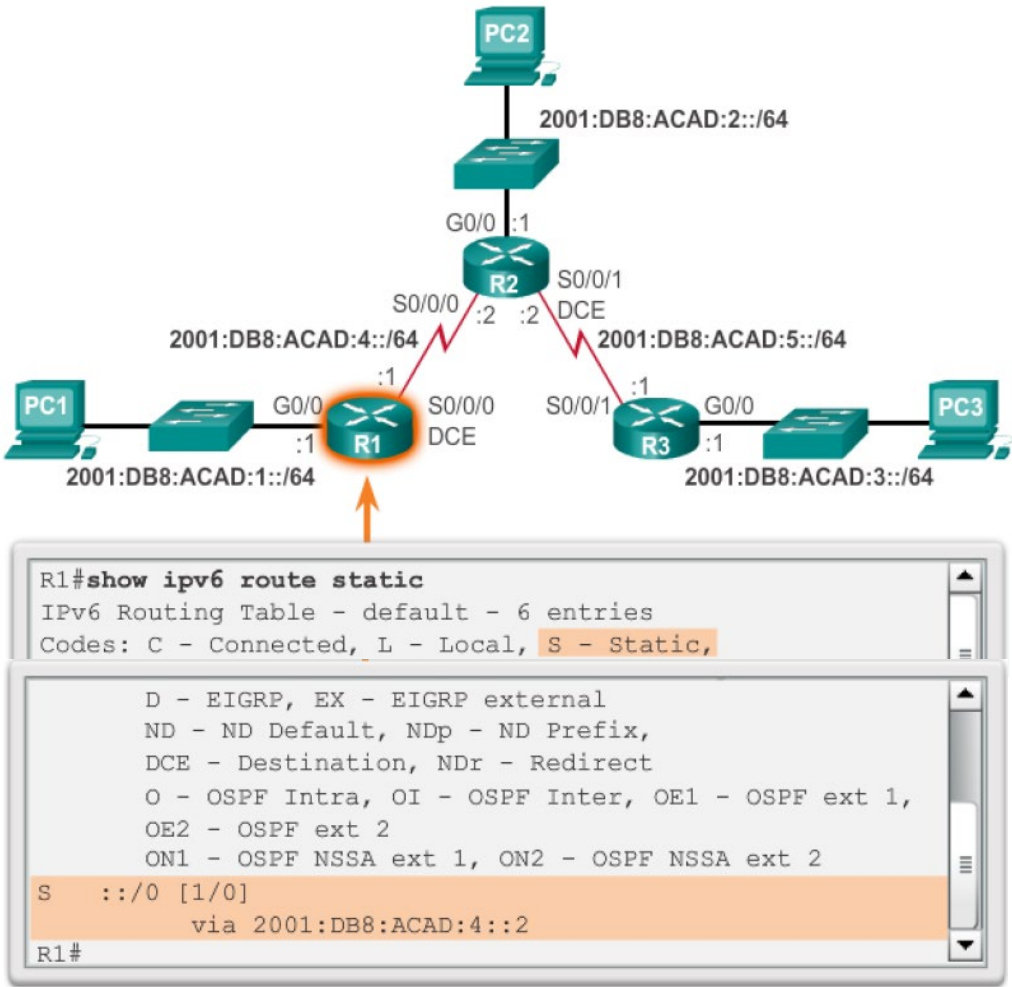 PC2
2001:DB8:ACAD:2::/64
G0/0 :1
R2
S0/0/1
DCE
S0/0/0
:2 :2
2001:DB8:ACAD:4::/64
2001:DB8:ACAD:5::/64
:1
:1
PC1
G0/0
:1
R1
S0/0/0
DCE
S0/0/1
R3
G0/0
:1
PC3
2001:DB8:ACAD:1::/64
2001:DB8:ACAD:3::/64
R1#show ipv6 route static
IPv6 Routing Table - default - 6 entries
Codes: C - Connected, L - Local, S - Static,
D - EIGRP, EX - EIGRP external
ND - ND Default, NDp - ND Prefix,
DCE - Destination, NDr - Redirect
O - OSPF Intra, OI - OSPF Inter, OE1 - OSPF ext 1,
OE2 - OSPF ext 2
ON1 - OSPF NSSA ext 1, ON2 - OSPF NSSA ext 2
S ::/0 [1/0]
via 2001:DB8:ACAD:4::2
R1#